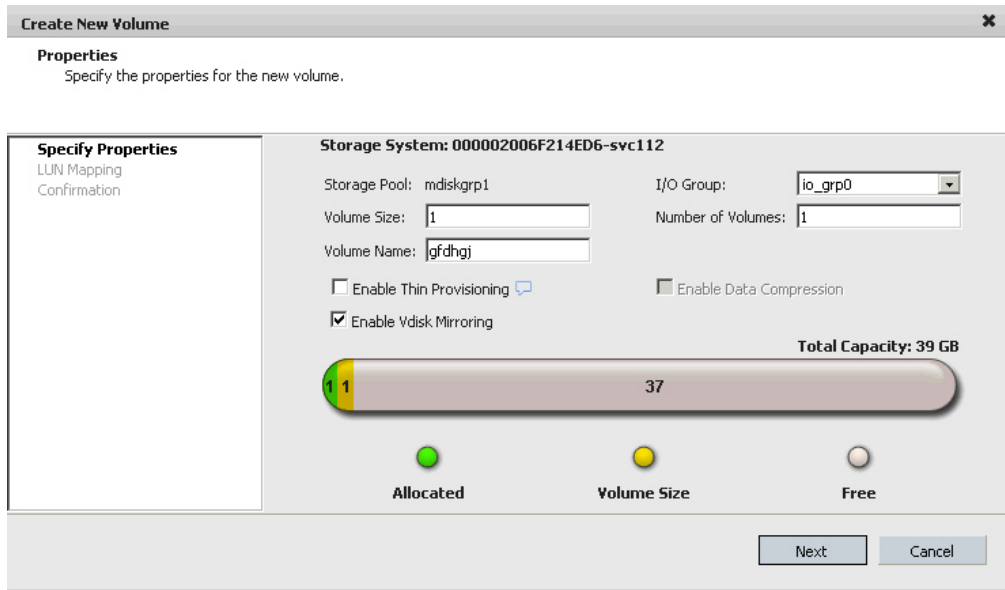 Create New Volume
Properties
Specify the properties for the new volume.
Specify Properties
LUN Mapping
Confirmation
Storage System: 000002006F214ED6-svc112
Storage Pool: mdiskgrp1
I/O Group: io_grp0
Volume Size: 1
Number of Volumes: 1
Volume Name: gfdhgj
Enable Thin Provisioning
Enable Data Compression
Enable Vdisk Mirroring
Total Capacity: 39 GB
1 1 37
Allocated
Volume Size
Free
Next
Cancel